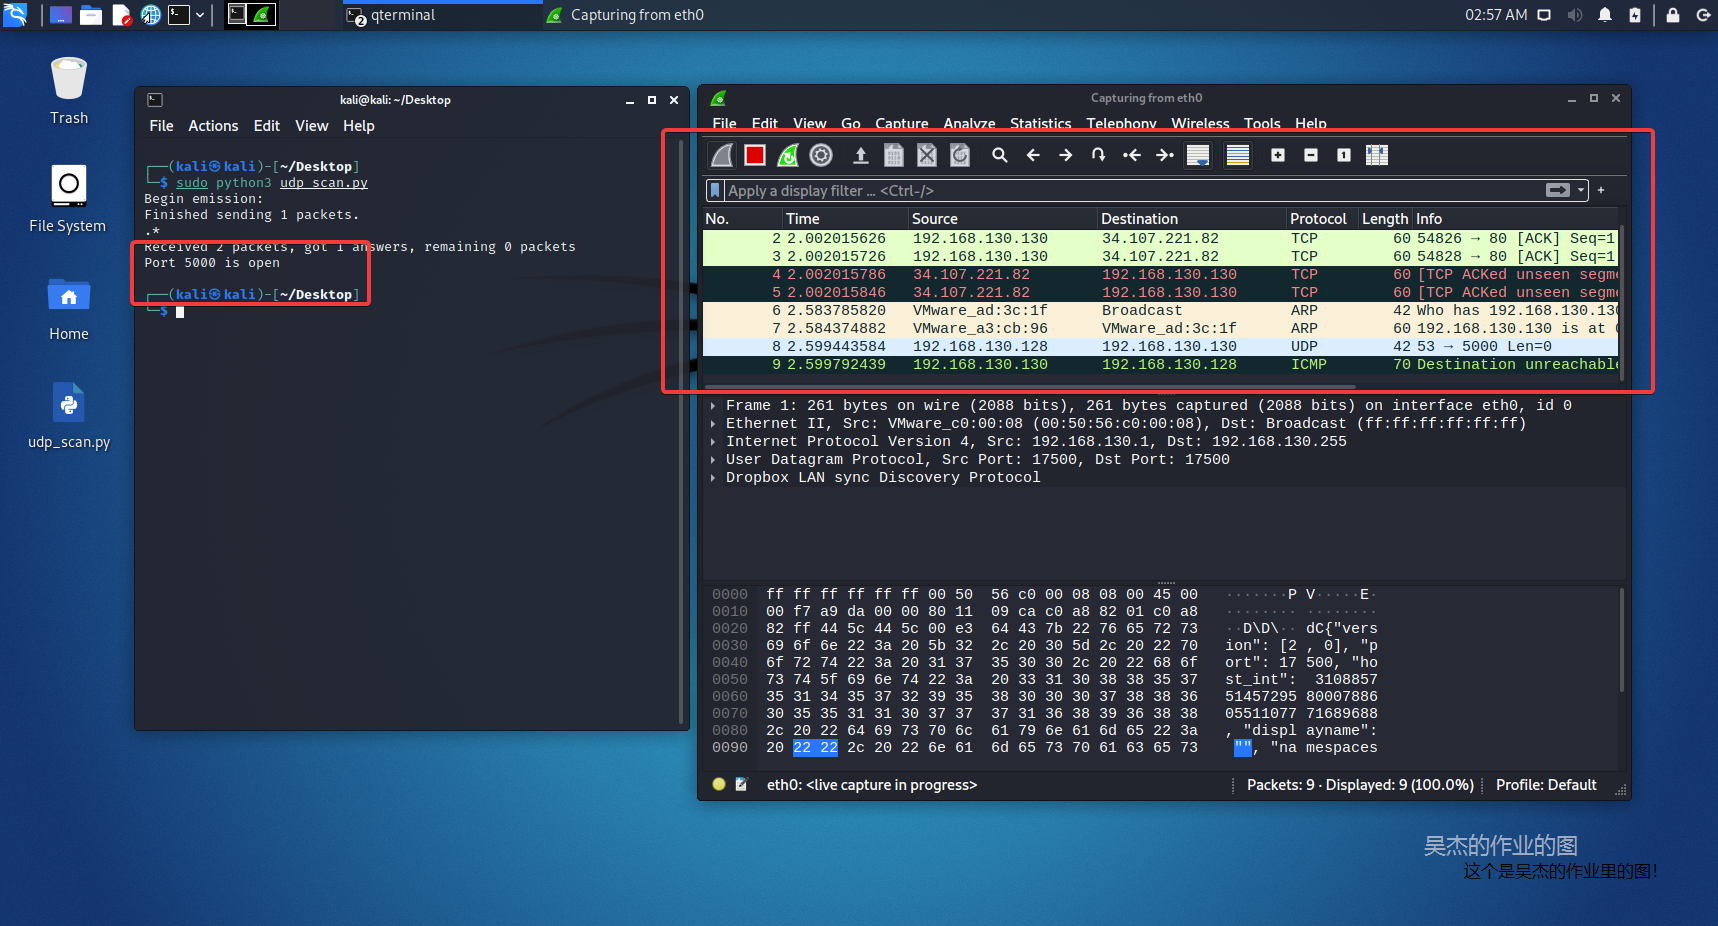 qterminal
Capturing from eth0
02:57 AM
Trash
File System
Home
udp_scan.py
kali@kali: ~/Desktop
File Actions Edit View Help
(kali㉿kali)-[~/Desktop]
$ sudo python3 udp_scan.py
Begin emission:
Finished sending 1 packets.
.*
Received 2 packets, got 1 answers, remaining 0 packets
Port 5000 is open
(kali㉿kali)-[~/Desktop]
$
Capturing from eth0
File Edit View Go Capture Analyze Statistics Telephony Wireless Tools Help
Apply a display filter ... <Ctrl-/>
No. Time Source Destination Protocol Length Info
2 2.002015626 192.168.130.130 34.107.221.82 TCP 60 54826 → 80 [ACK] Seq=1
3 2.002015726 192.168.130.130 34.107.221.82 TCP 60 54828 → 80 [ACK] Seq=1
4 2.002015786 34.107.221.82 192.168.130.130 TCP 60 [TCP ACKed unseen segme
5 2.002015846 34.107.221.82 192.168.130.130 TCP 60 [TCP ACKed unseen segme
6 2.583785820 VMware_ad:3c:1f Broadcast ARP 42 Who has 192.168.130.130
7 2.584374882 VMware_a3:cb:96 VMware_ad:3c:1f ARP 60 192.168.130.130 is at
8 2.599443584 192.168.130.128 192.168.130.130 UDP 42 53 → 5000 Len=0
9 2.599792439 192.168.130.130 192.168.130.128 ICMP 70 Destination unreachable
Frame 1: 261 bytes on wire (2088 bits), 261 bytes captured (2088 bits) on interface eth0, id 0
Ethernet II, Src: VMware_c0:00:08 (00:50:56:c0:00:08), Dst: Broadcast (ff:ff:ff:ff:ff:ff)
Internet Protocol Version 4, Src: 192.168.130.1, Dst: 192.168.130.255
User Datagram Protocol, Src Port: 17500, Dst Port: 17500
Dropbox LAN sync Discovery Protocol
0000 ff ff ff ff ff ff 00 50 56 c0 00 08 08 00 45 00 ·······P V·····E·
0010 00 f7 a9 da 00 00 80 11 09 ca c0 a8 82 01 c0 a8 ········ ········
0020 82 ff 44 5c 44 5c 00 e3 64 43 7b 22 76 65 72 73 ··D\D\·· dC{"vers
0030 69 6f 6e 22 3a 20 5b 32 2c 20 30 5d 2c 20 22 70 ion": [2 , 0], "p
0040 6f 72 74 22 3a 20 31 37 35 30 30 2c 20 22 68 6f ort": 17 500, "ho
0050 73 74 5f 69 6e 74 22 3a 20 33 31 30 38 38 35 37 st_int": 3108857
0060 35 31 34 35 37 32 39 35 38 30 30 30 37 38 38 36 51457295 80007886
0070 30 35 35 31 31 30 37 37 37 31 36 38 39 36 38 38 05511077 71689688
0080 2c 20 22 64 69 73 70 6c 61 79 6e 61 6d 65 22 3a , "displ ayname":
0090 20 22 22 2c 20 22 6e 61 6d 65 73 70 61 63 65 73 "", "na mespaces
eth0: <live capture in progress>
Packets: 9 · Displayed: 9 (100.0%)
Profile: Default
吴杰的作业的图
这个是吴杰的作业里的图!